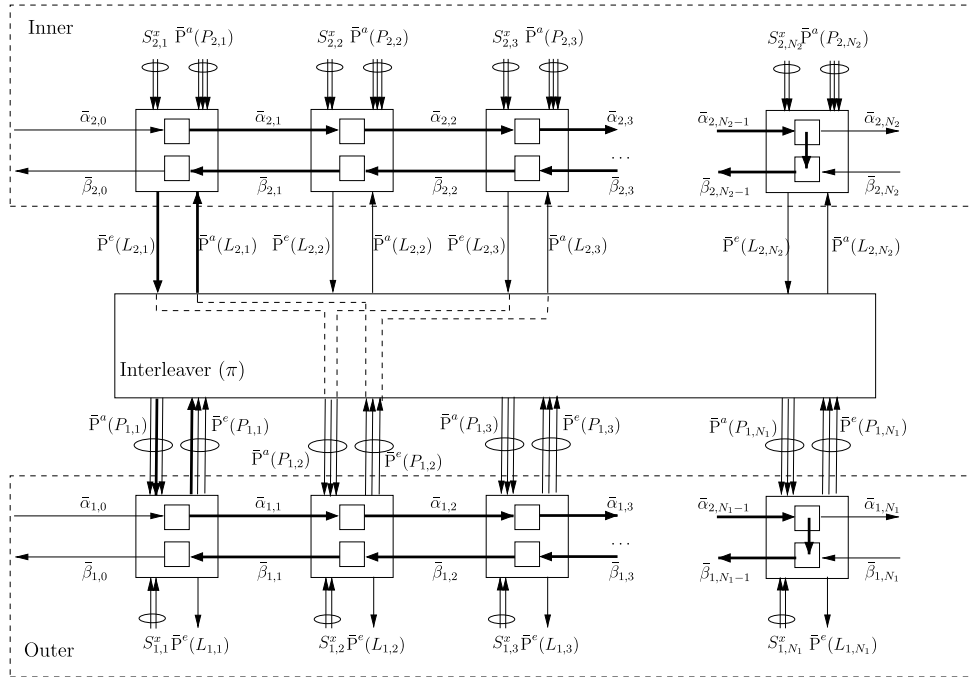 Inner
S^x_{2,1} P̄^a(P_{2,1}) S^x_{2,2} P̄^a(P_{2,2}) S^x_{2,3} P̄^a(P_{2,3}) S^x_{2,N_2} P̄^a(P_{2,N_2})
ᾱ_{2,0} ᾱ_{2,1} ᾱ_{2,2} ᾱ_{2,3} ᾱ_{2,N_2−1} ᾱ_{2,N_2}
...
β̄_{2,0} β̄_{2,1} β̄_{2,2} β̄_{2,3} β̄_{2,N_2−1} β̄_{2,N_2}
P̄^e(L_{2,1}) P̄^a(L_{2,1}) P̄^e(L_{2,2}) P̄^a(L_{2,2}) P̄^e(L_{2,3}) P̄^a(L_{2,3}) P̄^e(L_{2,N_2}) P̄^a(L_{2,N_2})
Interleaver (π)
P̄^a(P_{1,1}) P̄^e(P_{1,1}) P̄^a(P_{1,3}) P̄^e(P_{1,3}) P̄^a(P_{1,N_1}) P̄^e(P_{1,N_1})
P̄^a(P_{1,2}) P̄^e(P_{1,2})
ᾱ_{1,0} ᾱ_{1,1} ᾱ_{1,2} ᾱ_{1,3} ᾱ_{2,N_1−1} ᾱ_{1,N_1}
...
β̄_{1,0} β̄_{1,1} β̄_{1,2} β̄_{1,3} β̄_{1,N_1−1} β̄_{1,N_1}
S^x_{1,1} P̄^e(L_{1,1}) S^x_{1,2} P̄^e(L_{1,2}) S^x_{1,3} P̄^e(L_{1,3}) S^x_{1,N_1} P̄^e(L_{1,N_1})
Outer